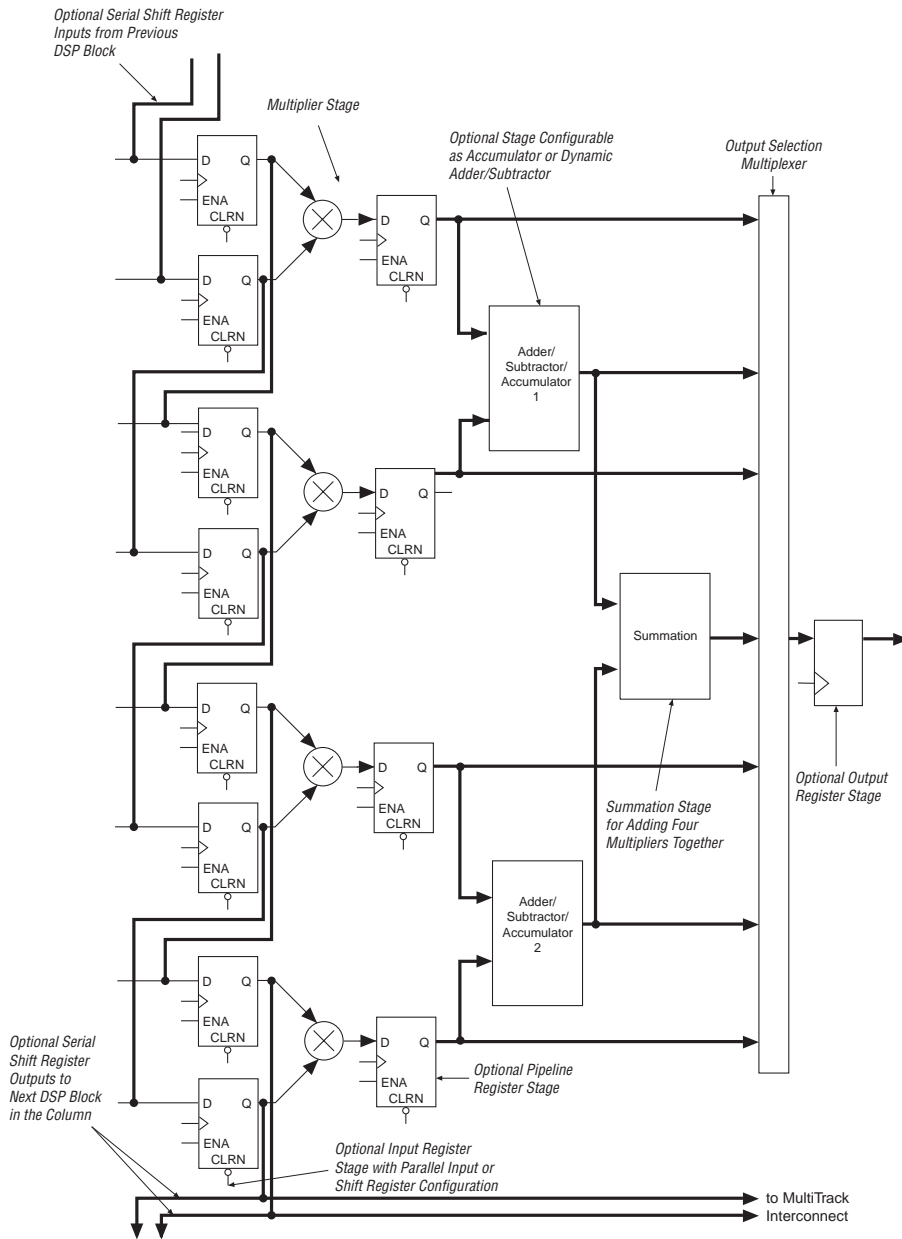 Optional Serial Shift Register
Inputs from Previous
DSP Block
Multiplier Stage
Optional Stage Configurable
as Accumulator or Dynamic
Adder/Subtractor
Output Selection
Multiplexer
D Q
ENA
CLRN
D Q
ENA
CLRN
D Q
ENA
CLRN
Adder/
Subtractor/
Accumulator
1
D Q
ENA
CLRN
D Q
ENA
CLRN
D Q
ENA
CLRN
Summation
D Q
ENA
CLRN
D Q
ENA
CLRN
D Q
ENA
CLRN
Summation Stage
for Adding Four
Multipliers Together
Optional Output
Register Stage
Adder/
Subtractor/
Accumulator
2
D Q
ENA
CLRN
D Q
ENA
CLRN
D Q
ENA
CLRN
Optional Pipeline
Register Stage
Optional Serial
Shift Register
Outputs to
Next DSP Block
in the Column
Optional Input Register
Stage with Parallel Input or
Shift Register Configuration
to MultiTrack
Interconnect